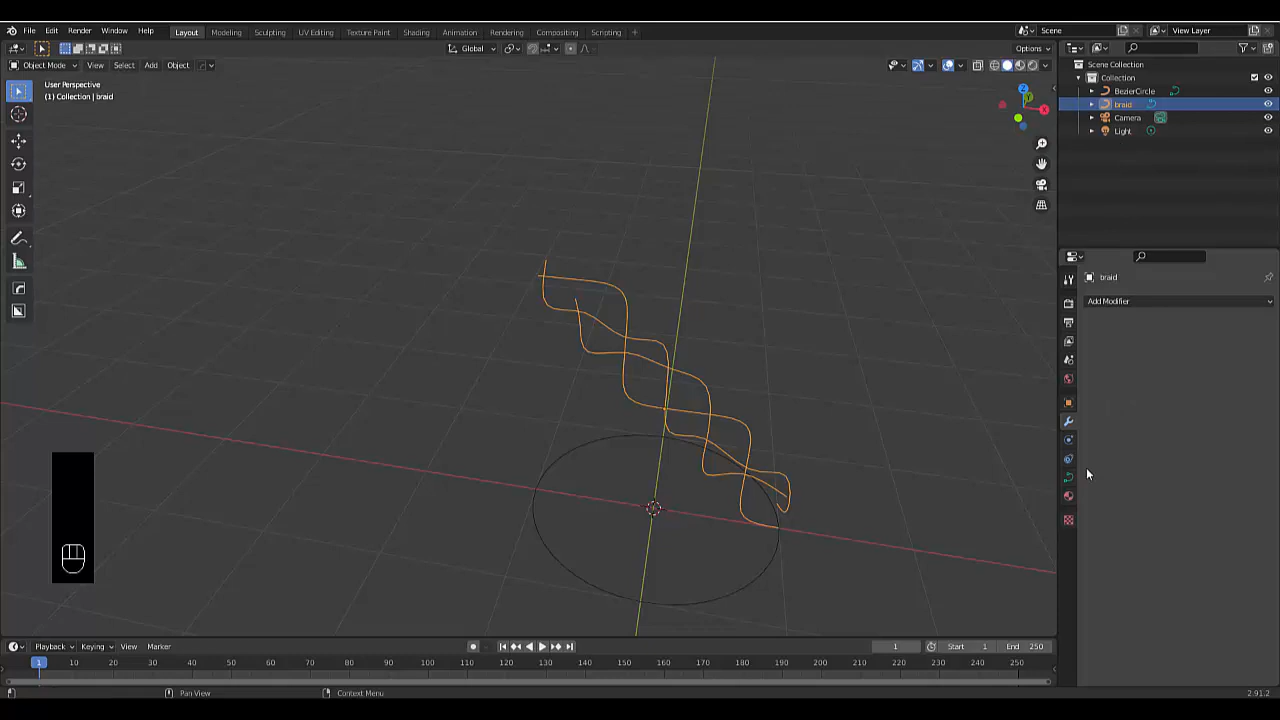 File Edit Render Window Help Layout Modeling Sculpting UV Editing Texture Paint Shading Animation Rendering Compositing Scripting + Scene View Layer
Global Options
Object Mode View Select Add Object
User Perspective
(1) Collection | braid
Z
Y
X
Scene Collection
Collection
BezierCircle
braid
Camera
Light
braid
Add Modifier
Playback Keying View Marker 1 Start 1 End 250
1 10 20 30 40 50 60 70 80 90 100 110 120 130 140 150 160 170 180 190 200 210 220 230 240 250
Pan View Context Menu 2.91.2